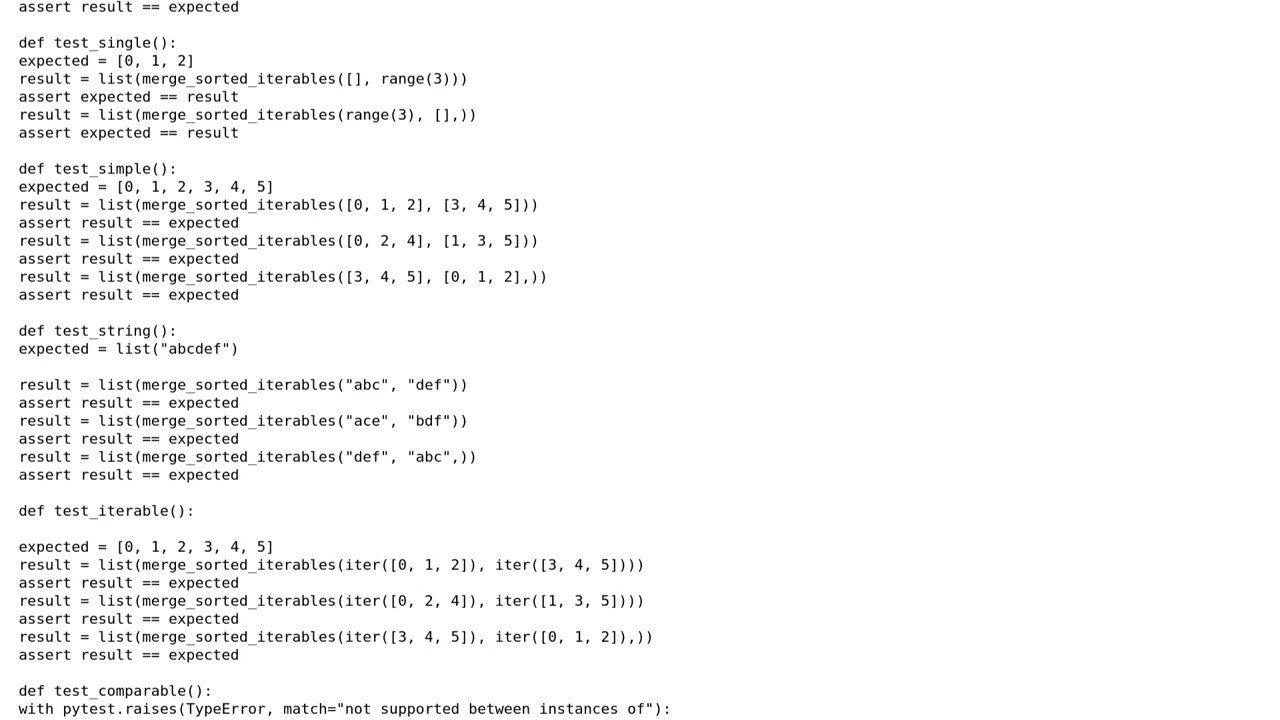 assert result == expected
def test_single():
expected = [0, 1, 2]
result = list(merge_sorted_iterables([], range(3)))
assert expected == result
result = list(merge_sorted_iterables(range(3), [],))
assert expected == result
def test_simple():
expected = [0, 1, 2, 3, 4, 5]
result = list(merge_sorted_iterables([0, 1, 2], [3, 4, 5]))
assert result == expected
result = list(merge_sorted_iterables([0, 2, 4], [1, 3, 5]))
assert result == expected
result = list(merge_sorted_iterables([3, 4, 5], [0, 1, 2],))
assert result == expected
def test_string():
expected = list("abcdef")
result = list(merge_sorted_iterables("abc", "def"))
assert result == expected
result = list(merge_sorted_iterables("ace", "bdf"))
assert result == expected
result = list(merge_sorted_iterables("def", "abc",))
assert result == expected
def test_iterable():
expected = [0, 1, 2, 3, 4, 5]
result = list(merge_sorted_iterables(iter([0, 1, 2]), iter([3, 4, 5])))
assert result == expected
result = list(merge_sorted_iterables(iter([0, 2, 4]), iter([1, 3, 5])))
assert result == expected
result = list(merge_sorted_iterables(iter([3, 4, 5]), iter([0, 1, 2]),))
assert result == expected
def test_comparable():
with pytest.raises(TypeError, match="not supported between instances of"):